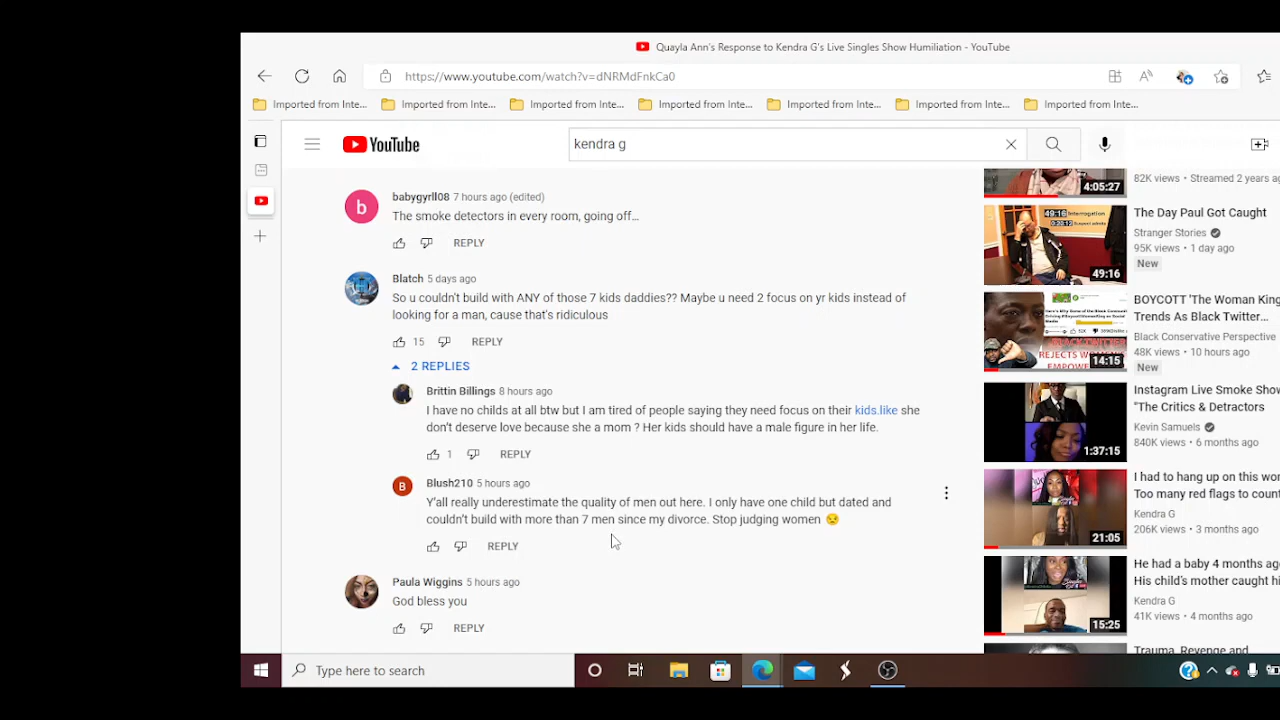 Quayla Ann's Response to Kendra G's Live Singles Show Humiliation - YouTube
https://www.youtube.com/watch?v=dNRMdFnkCa0
Imported from Inte...
Imported from Inte...
Imported from Inte...
Imported from Inte...
Imported from Inte...
Imported from Inte...
Imported from Inte...
YouTube
kendra g
b
babygyrll08 7 hours ago (edited)
The smoke detectors in every room, going off...
REPLY
Blatch 5 days ago
So u couldn't build with ANY of those 7 kids daddies?? Maybe u need 2 focus on yr kids instead of
looking for a man, cause that's ridiculous
15 REPLY
2 REPLIES
Brittin Billings 8 hours ago
I have no childs at all btw but I am tired of people saying they need focus on their kids.like she
don't deserve love because she a mom ? Her kids should have a male figure in her life.
1 REPLY
B
Blush210 5 hours ago
Y'all really underestimate the quality of men out here. I only have one child but dated and
couldn't build with more than 7 men since my divorce. Stop judging women 😒
REPLY
Paula Wiggins 5 hours ago
God bless you
REPLY
4:05:27
82K views • Streamed 2 years a
49:16
The Day Paul Got Caught
Stranger Stories
95K views • 1 day ago
New
14:15
BOYCOTT 'The Woman King
Trends As Black Twitter...
Black Conservative Perspective
48K views • 10 hours ago
New
1:37:15
Instagram Live Smoke Show
"The Critics & Detractors
Kevin Samuels
840K views • 6 months ago
21:05
I had to hang up on this wo
Too many red flags to count
Kendra G
206K views • 3 months ago
15:25
He had a baby 4 months ag
His child's mother caught hi
Kendra G
41K views • 4 months ago
Trauma, Revenge and
Type here to search